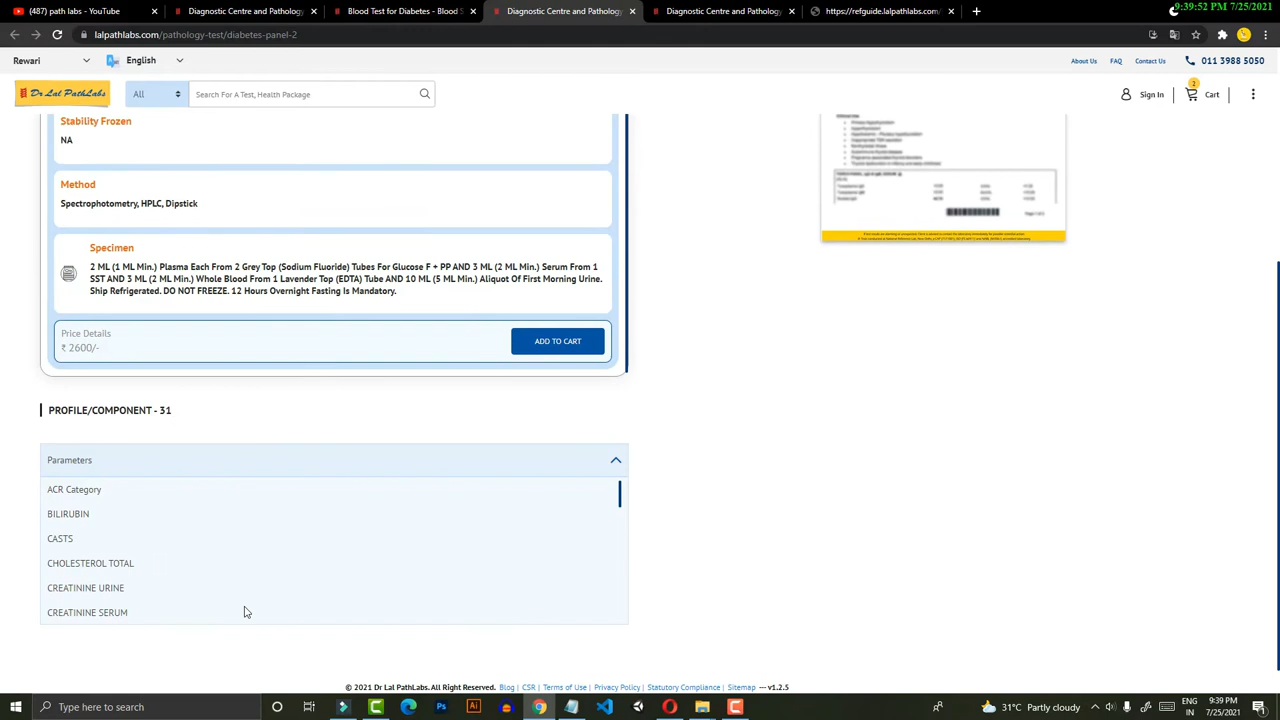 9:39:52 PM 7/25/2021
(487) path labs - YouTube
Diagnostic Centre and Pathology
Blood Test for Diabetes - Blood S
Diagnostic Centre and Pathology
Diagnostic Centre and Pathology
https://refguide.lalpathlabs.com/
lalpathlabs.com/pathology-test/diabetes-panel-2
Rewari
English
About Us
FAQ
Contact Us
011 3988 5050
Dr Lal PathLabs
All
Search For A Test, Health Package
Sign In
2
Cart
Stability Frozen
NA
Method
Spectrophotometry, Dipstick
Specimen
2 ML (1 ML Min.) Plasma Each From 2 Grey Top (Sodium Fluoride) Tubes For Glucose F + PP AND 3 ML (2 ML Min.) Serum From 1
SST AND 3 ML (2 ML Min.) Whole Blood From 1 Lavender Top (EDTA) Tube AND 10 ML (5 ML Min.) Aliquot Of First Morning Urine.
Ship Refrigerated. DO NOT FREEZE. 12 Hours Overnight Fasting Is Mandatory.
Price Details
₹ 2600/-
ADD TO CART
PROFILE/COMPONENT - 31
Parameters
ACR Category
BILIRUBIN
CASTS
CHOLESTEROL TOTAL
CREATININE URINE
CREATININE SERUM
© 2021 Dr Lal PathLabs. All Right Reserved. Blog | CSR | Terms of Use | Privacy Policy | Statutory Compliance | Sitemap --- v1.2.5
Type here to search
31°C Partly cloudy
ENG
9:39 PM
7/25/2021